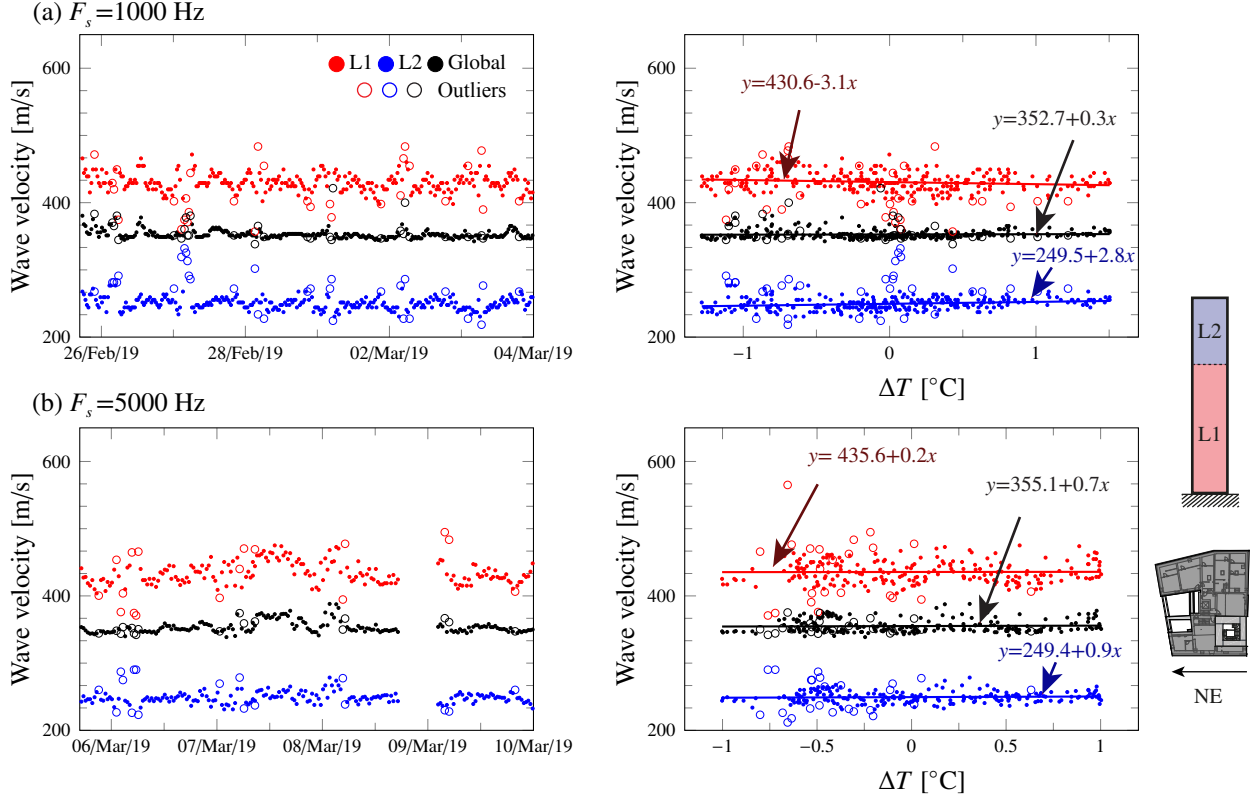 (a) F_s=1000 Hz
Wave velocity [m/s]
600
400
200
L1 L2 Global
Outliers
26/Feb/19 28/Feb/19 02/Mar/19 04/Mar/19
Wave velocity [m/s]
600
400
200
y=430.6-3.1x
y=352.7+0.3x
y=249.5+2.8x
−1 0 1
ΔT [°C]
(b) F_s=5000 Hz
Wave velocity [m/s]
600
400
200
06/Mar/19 07/Mar/19 08/Mar/19 09/Mar/19 10/Mar/19
Wave velocity [m/s]
600
400
200
y= 435.6+0.2x
y=355.1+0.7x
y=249.4+0.9x
-1 -0.5 0 0.5 1
ΔT [°C]
L2
L1
NE